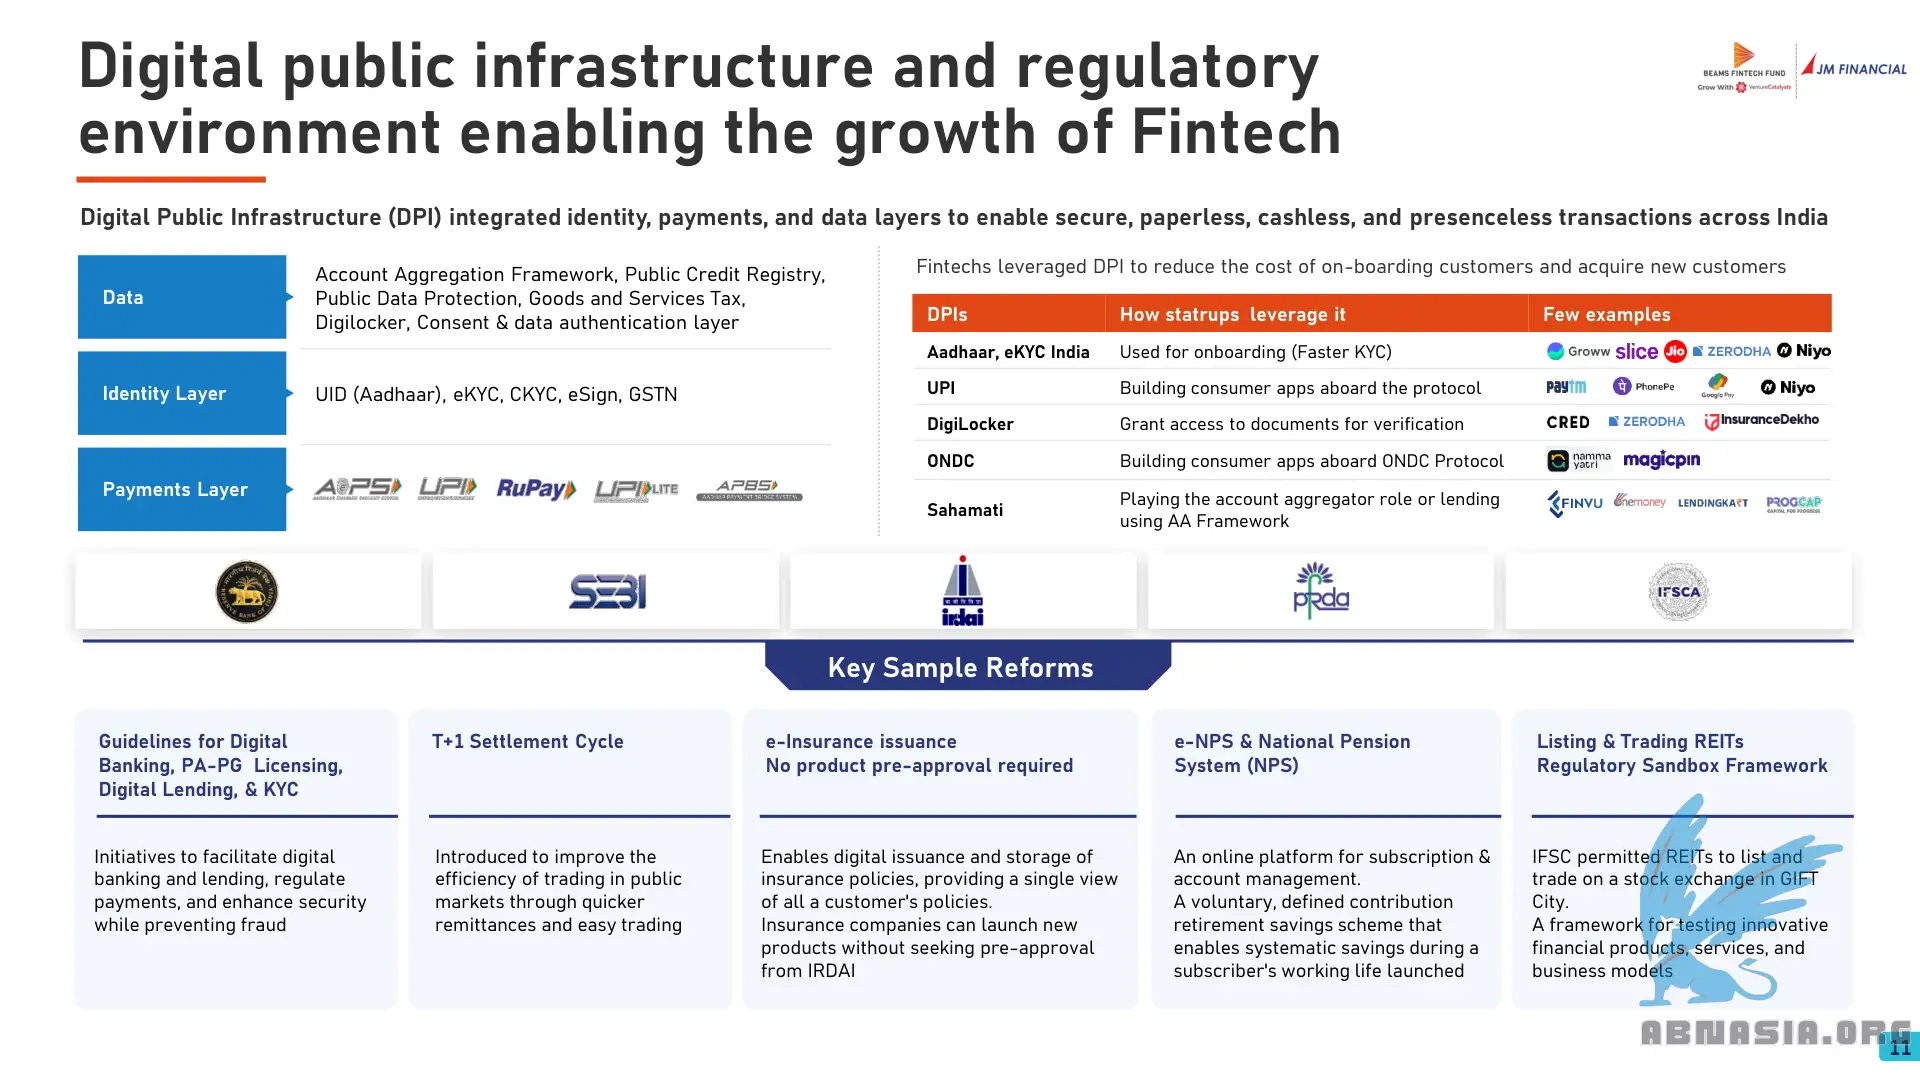 Digital public infrastructure and regulatory
environment enabling the growth of Fintech
BEAMS FINTECH FUND
Grow With VentureCatalysts
JM FINANCIAL
Digital Public Infrastructure (DPI) integrated identity, payments, and data layers to enable secure, paperless, cashless, and presenceless transactions across India
Data
Account Aggregation Framework, Public Credit Registry,
Public Data Protection, Goods and Services Tax,
Digilocker, Consent & data authentication layer
Identity Layer
UID (Aadhaar), eKYC, CKYC, eSign, GSTN
Payments Layer
AePS
UPI
RuPay
UPI LITE
APBS
AADHAAR PAYMENT BRIDGE SYSTEM
Fintechs leveraged DPI to reduce the cost of on-boarding customers and acquire new customers
DPIs How statrups leverage it Few examples
Aadhaar, eKYC India Used for onboarding (Faster KYC) Groww slice Jio ZERODHA Niyo
UPI Building consumer apps aboard the protocol paytm PhonePe Google Pay Niyo
DigiLocker Grant access to documents for verification CRED ZERODHA InsuranceDekho
ONDC Building consumer apps aboard ONDC Protocol namma yatri magicpin
Sahamati Playing the account aggregator role or lending
using AA Framework
FINVU Onemoney LENDINGKART PROGCAP
CAPITAL FOR PROGRESS
RESERVE BANK OF INDIA
SEBI
irdai
pfrda
IFSCA
Key Sample Reforms
Guidelines for Digital
Banking, PA-PG Licensing,
Digital Lending, & KYC
Initiatives to facilitate digital
banking and lending, regulate
payments, and enhance security
while preventing fraud
T+1 Settlement Cycle
Introduced to improve the
efficiency of trading in public
markets through quicker
remittances and easy trading
e-Insurance issuance
No product pre-approval required
Enables digital issuance and storage of
insurance policies, providing a single view
of all a customer's policies.
Insurance companies can launch new
products without seeking pre-approval
from IRDAI
e-NPS & National Pension
System (NPS)
An online platform for subscription &
account management.
A voluntary, defined contribution
retirement savings scheme that
enables systematic savings during a
subscriber's working life launched
Listing & Trading REITs
Regulatory Sandbox Framework
IFSC permitted REITs to list and
trade on a stock exchange in GIFT
City.
A framework for testing innovative
financial products, services, and
business models
ABNASIA.ORG
11